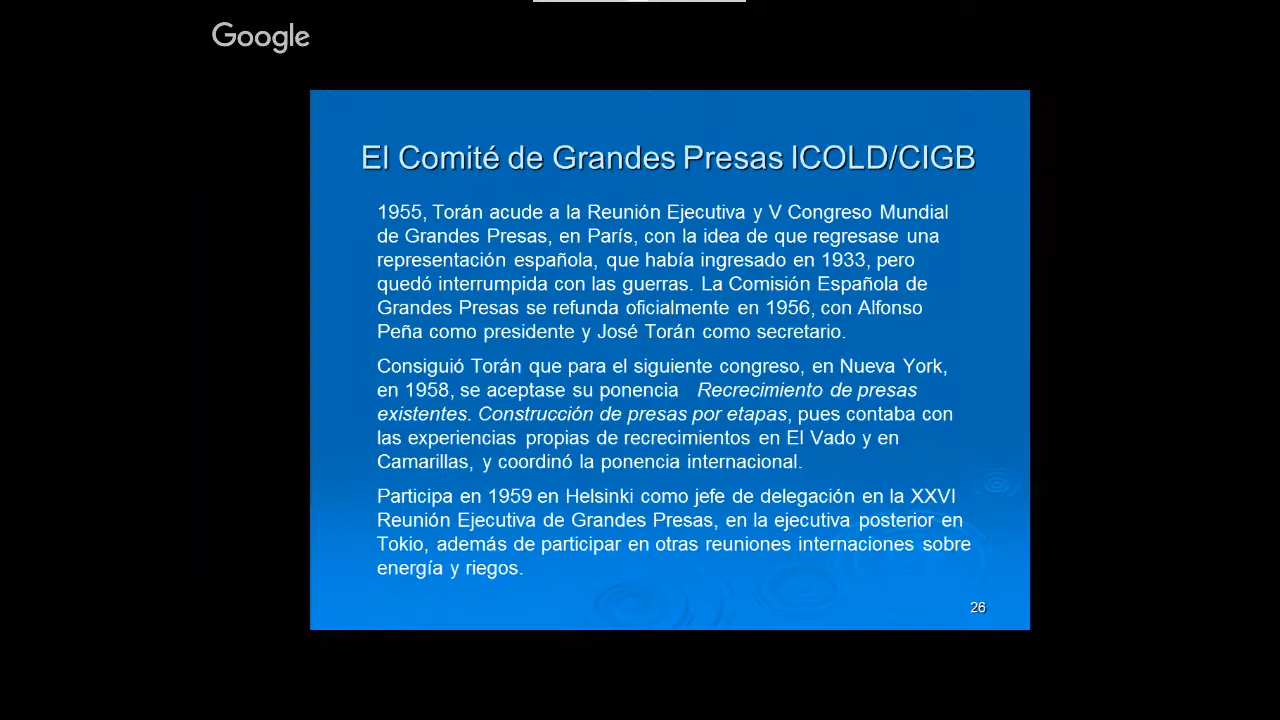 Google
El Comité de Grandes Presas ICOLD/CIGB
1955, Torán acude a la Reunión Ejecutiva y V Congreso Mundial
de Grandes Presas, en París, con la idea de que regresase una
representación española, que había ingresado en 1933, pero
quedó interrumpida con las guerras. La Comisión Española de
Grandes Presas se refunda oficialmente en 1956, con Alfonso
Peña como presidente y José Torán como secretario.
Consiguió Torán que para el siguiente congreso, en Nueva York,
en 1958, se aceptase su ponencia Recrecimiento de presas
existentes. Construcción de presas por etapas, pues contaba con
las experiencias propias de recrecimientos en El Vado y en
Camarillas, y coordinó la ponencia internacional.
Participa en 1959 en Helsinki como jefe de delegación en la XXVI
Reunión Ejecutiva de Grandes Presas, en la ejecutiva posterior en
Tokio, además de participar en otras reuniones internaciones sobre
energía y riegos.
26